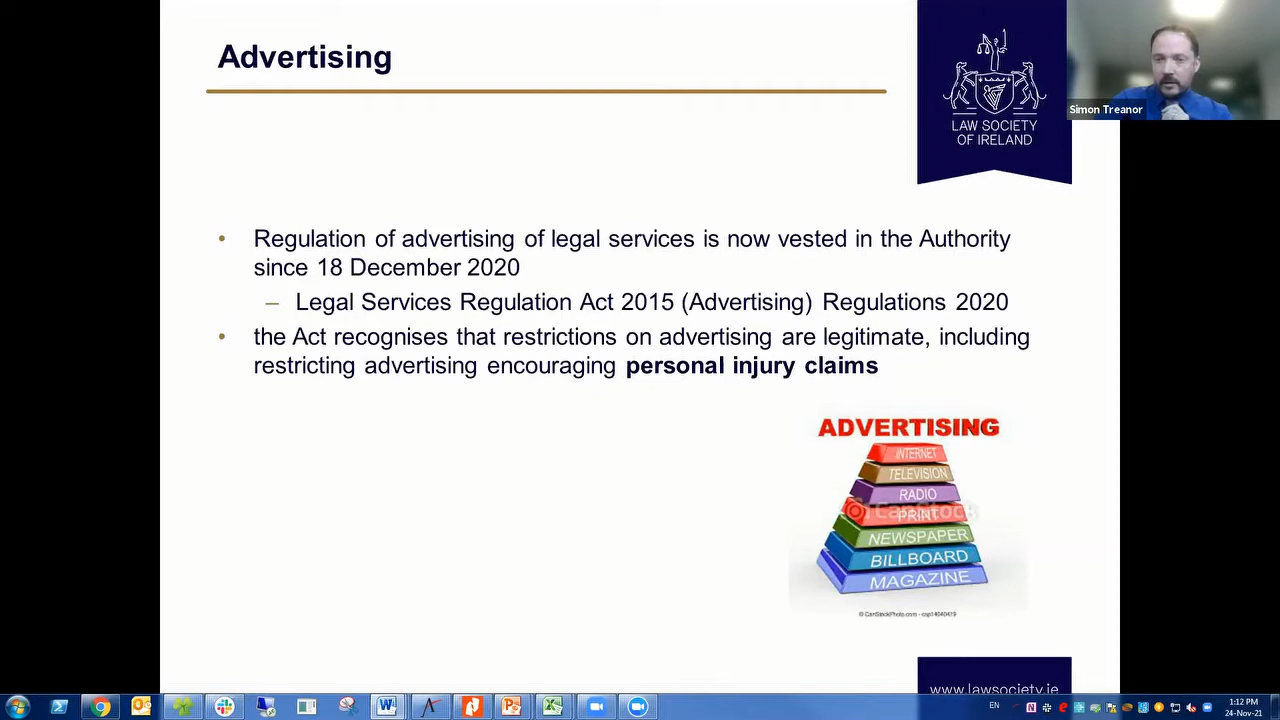 Advertising
LAW SOCIETY
OF IRELAND
Simon Treanor
• Regulation of advertising of legal services is now vested in the Authority
since 18 December 2020
– Legal Services Regulation Act 2015 (Advertising) Regulations 2020
• the Act recognises that restrictions on advertising are legitimate, including
restricting advertising encouraging personal injury claims
ADVERTISING
INTERNET
TELEVISION
RADIO
CanStock
PRINT
NEWSPAPER
BILLBOARD
MAGAZINE
© CanStockPhoto.com
www.lawsociety.ie
EN
1:12 PM
24-Nov-21